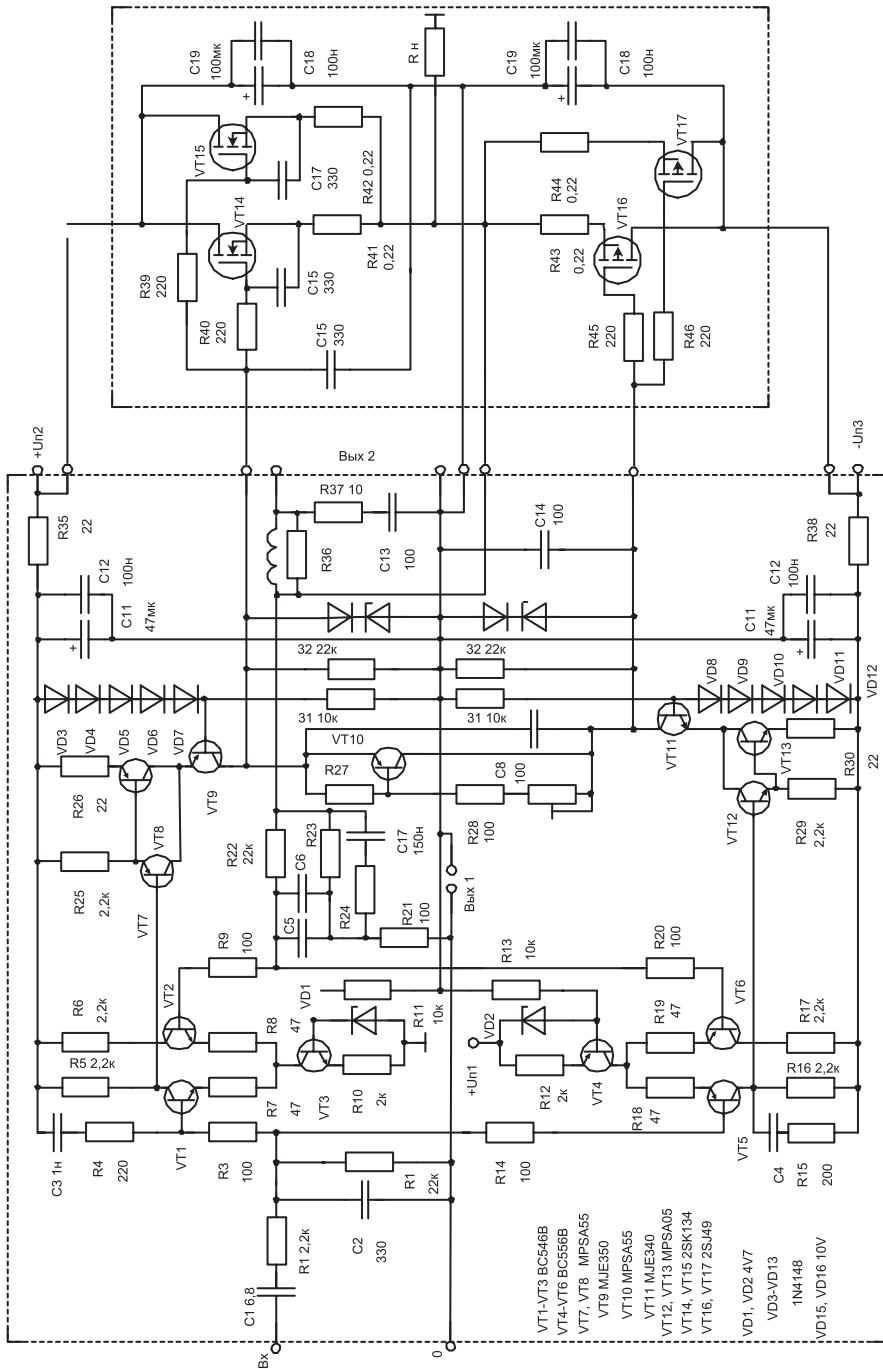 Вх
0
C1 6,8
R1 2,2к
C2
330
R1
22к
C3 1н
R4
220
VT1
R3
100
R14
100
VT5
C4
R15
200
R5 2,2к
R6
2,2к
VT2
R7
47
R8
47
VT3
R10
2к
VD1
R11
10к
+Uп1
VD2
R12
2к
VT4
R13
10к
R18
47
R19
47
VT6
R16 2,2к
R17
2,2к
R9
100
R20
100
VT7
R25
2,2к
VT8
R26
22
C5
C6
R24
R23
R22
22к
C17
150н
R21
100
Вых 1
VD3
VD4
VD5
VD6
VD7
VT9
R27
VT10
R28
100
C8
100
VT11
VT12
VT13
R29
2,2к
R30
22
VD8
VD9
VD10
VD11
VD12
31 10к
32 22к
31 10к
32 22к
C11
47мк
+
C12
100н
C11
47мк
+
C12
100н
R35
22
R36
R37 10
C13
100
C14
100
R38
22
+Uп2
Вых 2
-Uп3
R39
220
R40
220
C15
330
C15
330
VT14
VT15
C17
330
R41
0,22
R42 0,22
R43
0,22
R44
0,22
R45
220
R46
220
VT16
VT17
C19
100мк
+
C18
100н
R н
C19
100мк
+
C18
100н
VT1-VT3 BC546B
VT4-VT6 BC556B
VT7, VT8 MPSA55
VT9 MJE350
VT10 MPSA55
VT11 MJE340
VT12, VT13 MPSA05
VT14, VT15 2SK134
VT16, VT17 2SJ49
VD1, VD2 4V7
VD3-VD13
1N4148
VD15, VD16 10V